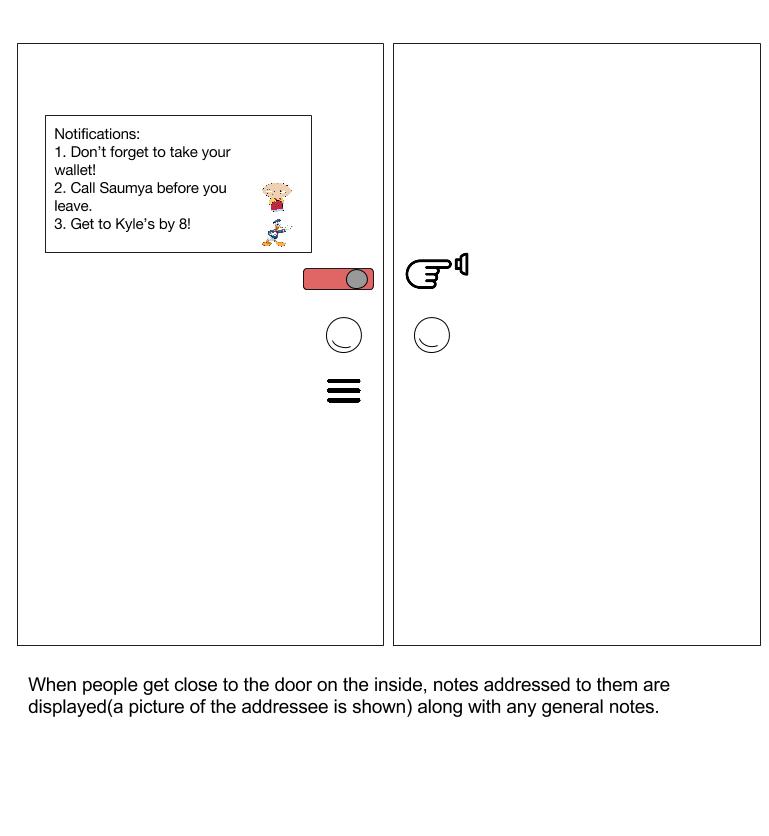 Notifications:
1. Don’t forget to take your
wallet!
2. Call Saumya before you
leave.
3. Get to Kyle’s by 8!
When people get close to the door on the inside, notes addressed to them are
displayed(a picture of the addressee is shown) along with any general notes.